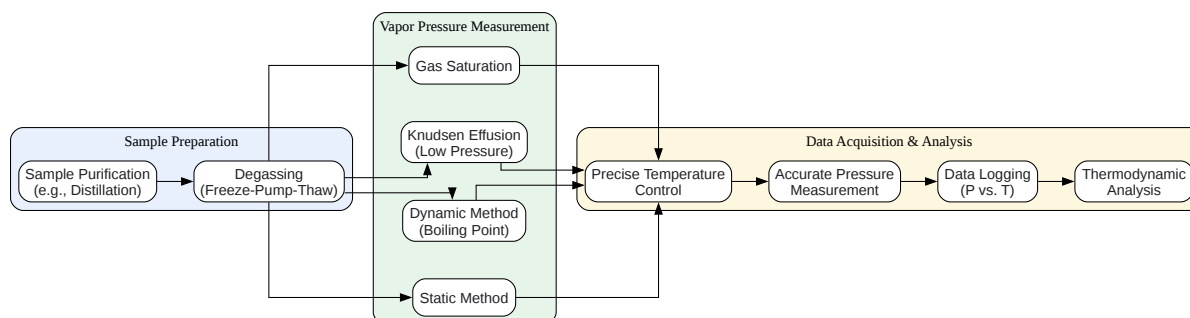 Vapor Pressure Measurement
Gas Saturation
Sample Preparation
Sample Purification
(e.g., Distillation)
Degassing
(Freeze-Pump-Thaw)
Knudsen Effusion
(Low Pressure)
Dynamic Method
(Boiling Point)
Static Method
Data Acquisition & Analysis
Precise Temperature
Control
Accurate Pressure
Measurement
Data Logging
(P vs. T)
Thermodynamic
Analysis